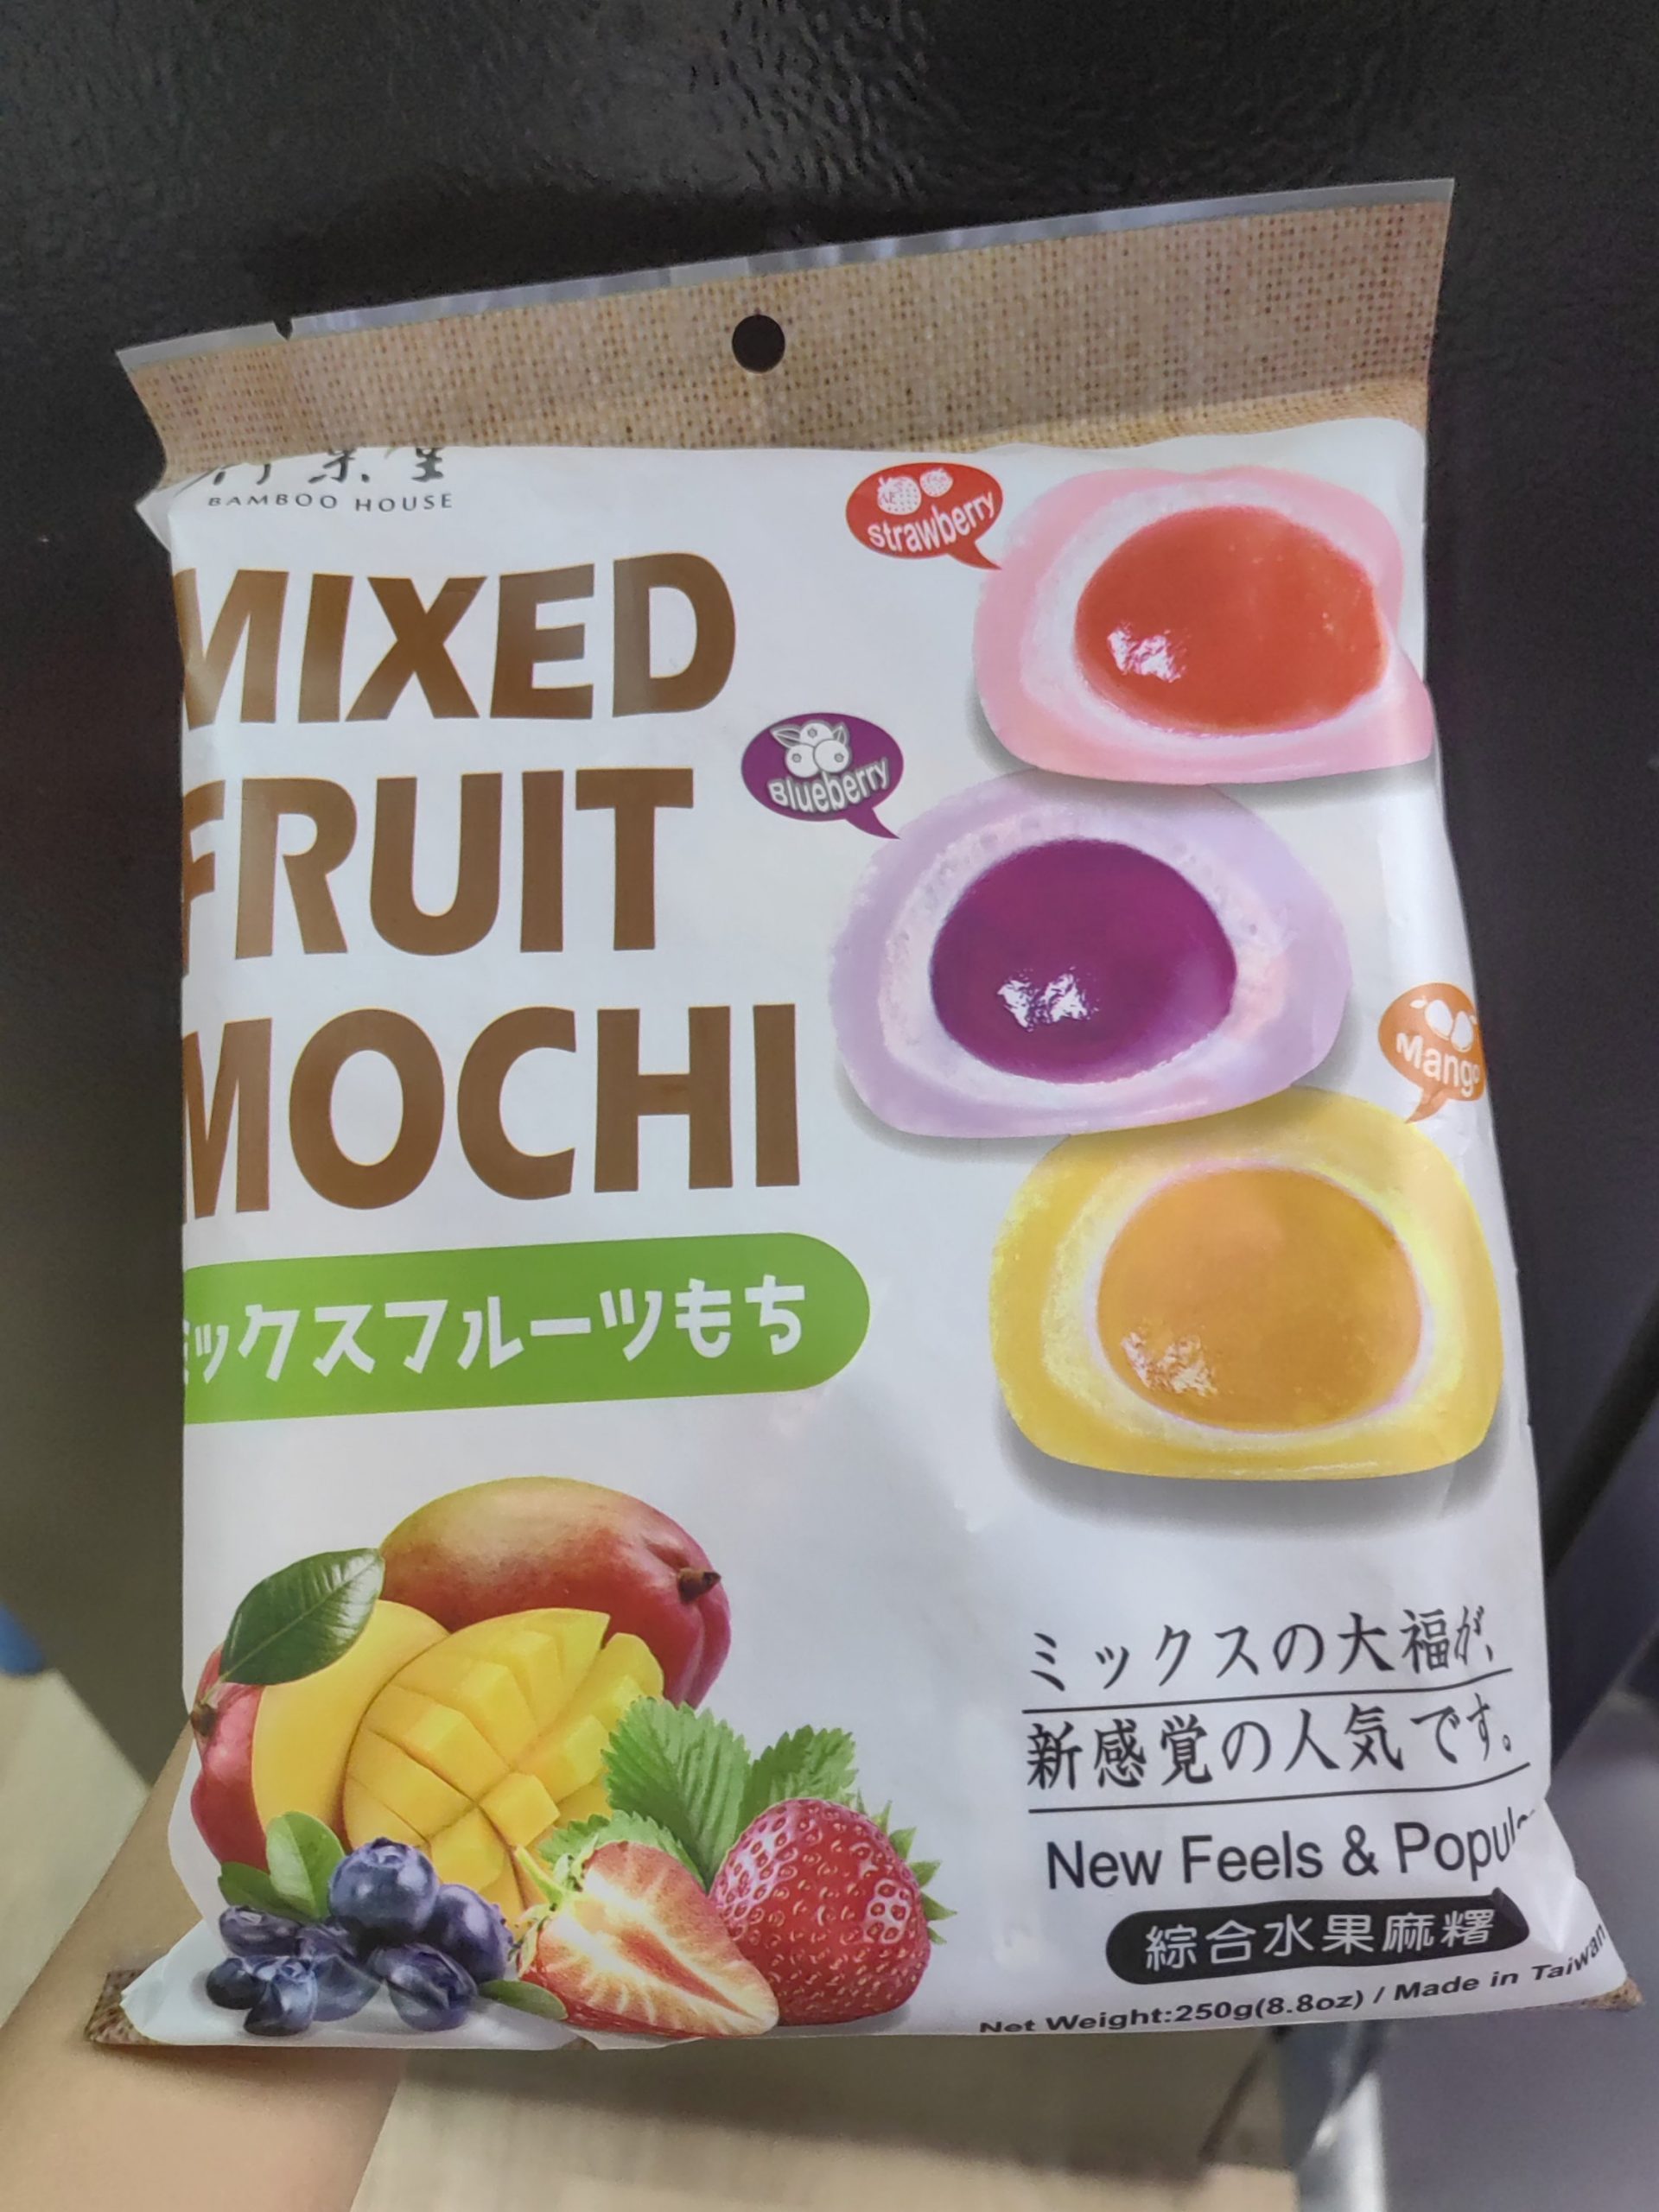 BAMBOO HOUSE
strawberry
MIXED
Blueberry
FRUIT
Mango
MOCHI
ミックスフルーツもち
ミックスの大福が、
新感覚の人気です。
New Feels &
綜合水果麻糬
Net Weight:250g(8.8oz) / Made in Taiwan